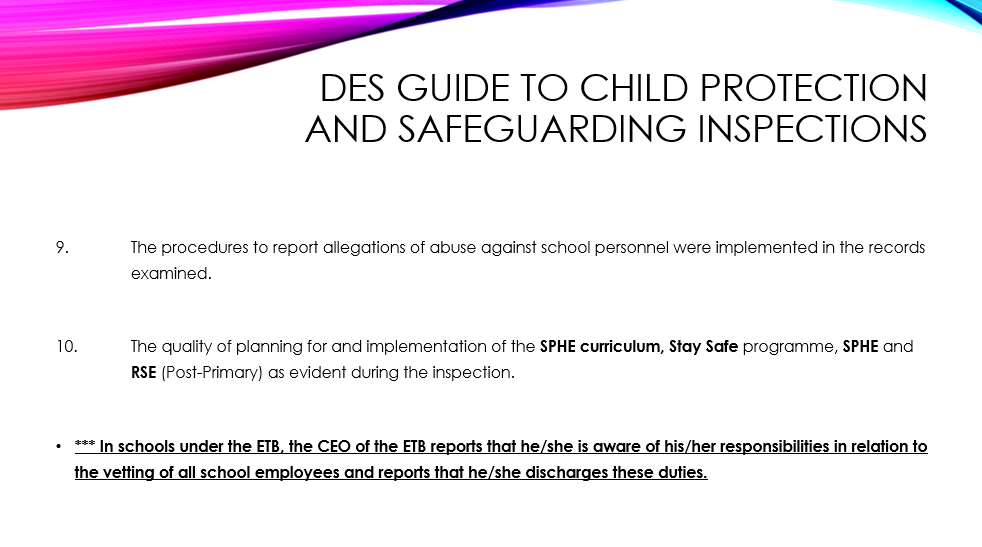 DES GUIDE TO CHILD PROTECTION
AND SAFEGUARDING INSPECTIONS
9. The procedures to report allegations of abuse against school personnel were implemented in the records
examined.
10. The quality of planning for and implementation of the SPHE curriculum, Stay Safe programme, SPHE and
RSE (Post-Primary) as evident during the inspection.
• *** In schools under the ETB, the CEO of the ETB reports that he/she is aware of his/her responsibilities in relation to
the vetting of all school employees and reports that he/she discharges these duties.